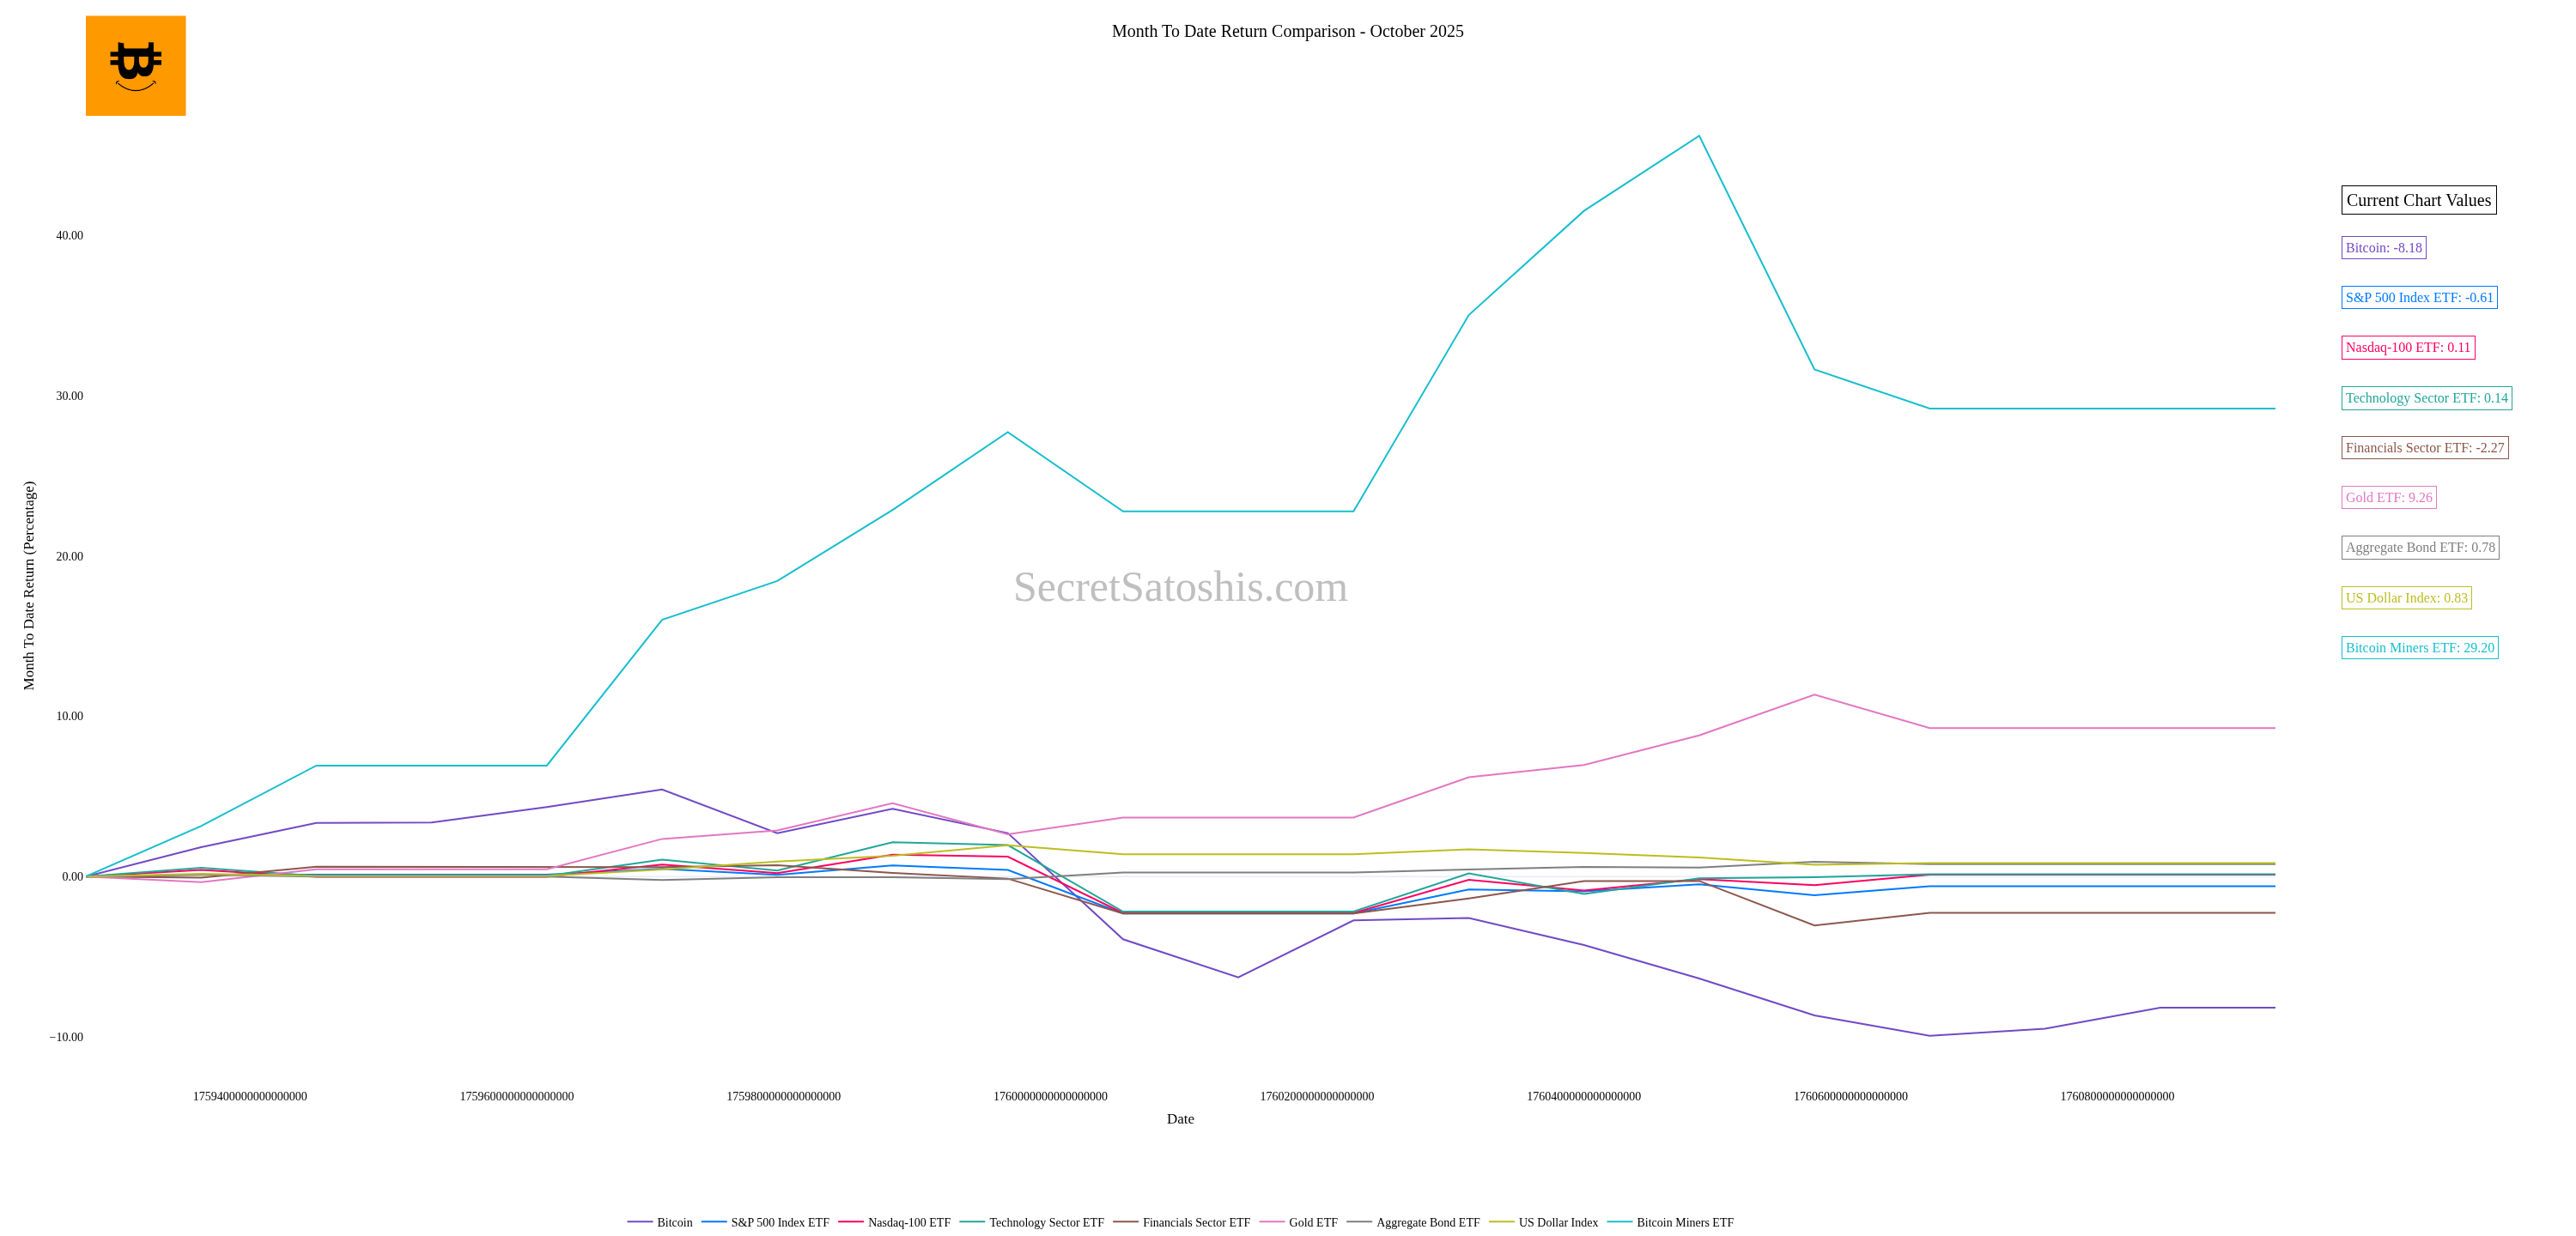 Month To Date Return Comparison - October 2025
Current Chart Values
Bitcoin: -8.18
S&P 500 Index ETF: -0.61
Nasdaq-100 ETF: 0.11
Technology Sector ETF: 0.14
Financials Sector ETF: -2.27
Gold ETF: 9.26
Aggregate Bond ETF: 0.78
US Dollar Index: 0.83
Bitcoin Miners ETF: 29.20
Month To Date Return (Percentage)
40.00
30.00
20.00
10.00
0.00
−10.00
SecretSatoshis.com
1759400000000000000 1759600000000000000 1759800000000000000 1760000000000000000 1760200000000000000 1760400000000000000 1760600000000000000 1760800000000000000
Date
Bitcoin S&P 500 Index ETF Nasdaq-100 ETF Technology Sector ETF Financials Sector ETF Gold ETF Aggregate Bond ETF US Dollar Index Bitcoin Miners ETF